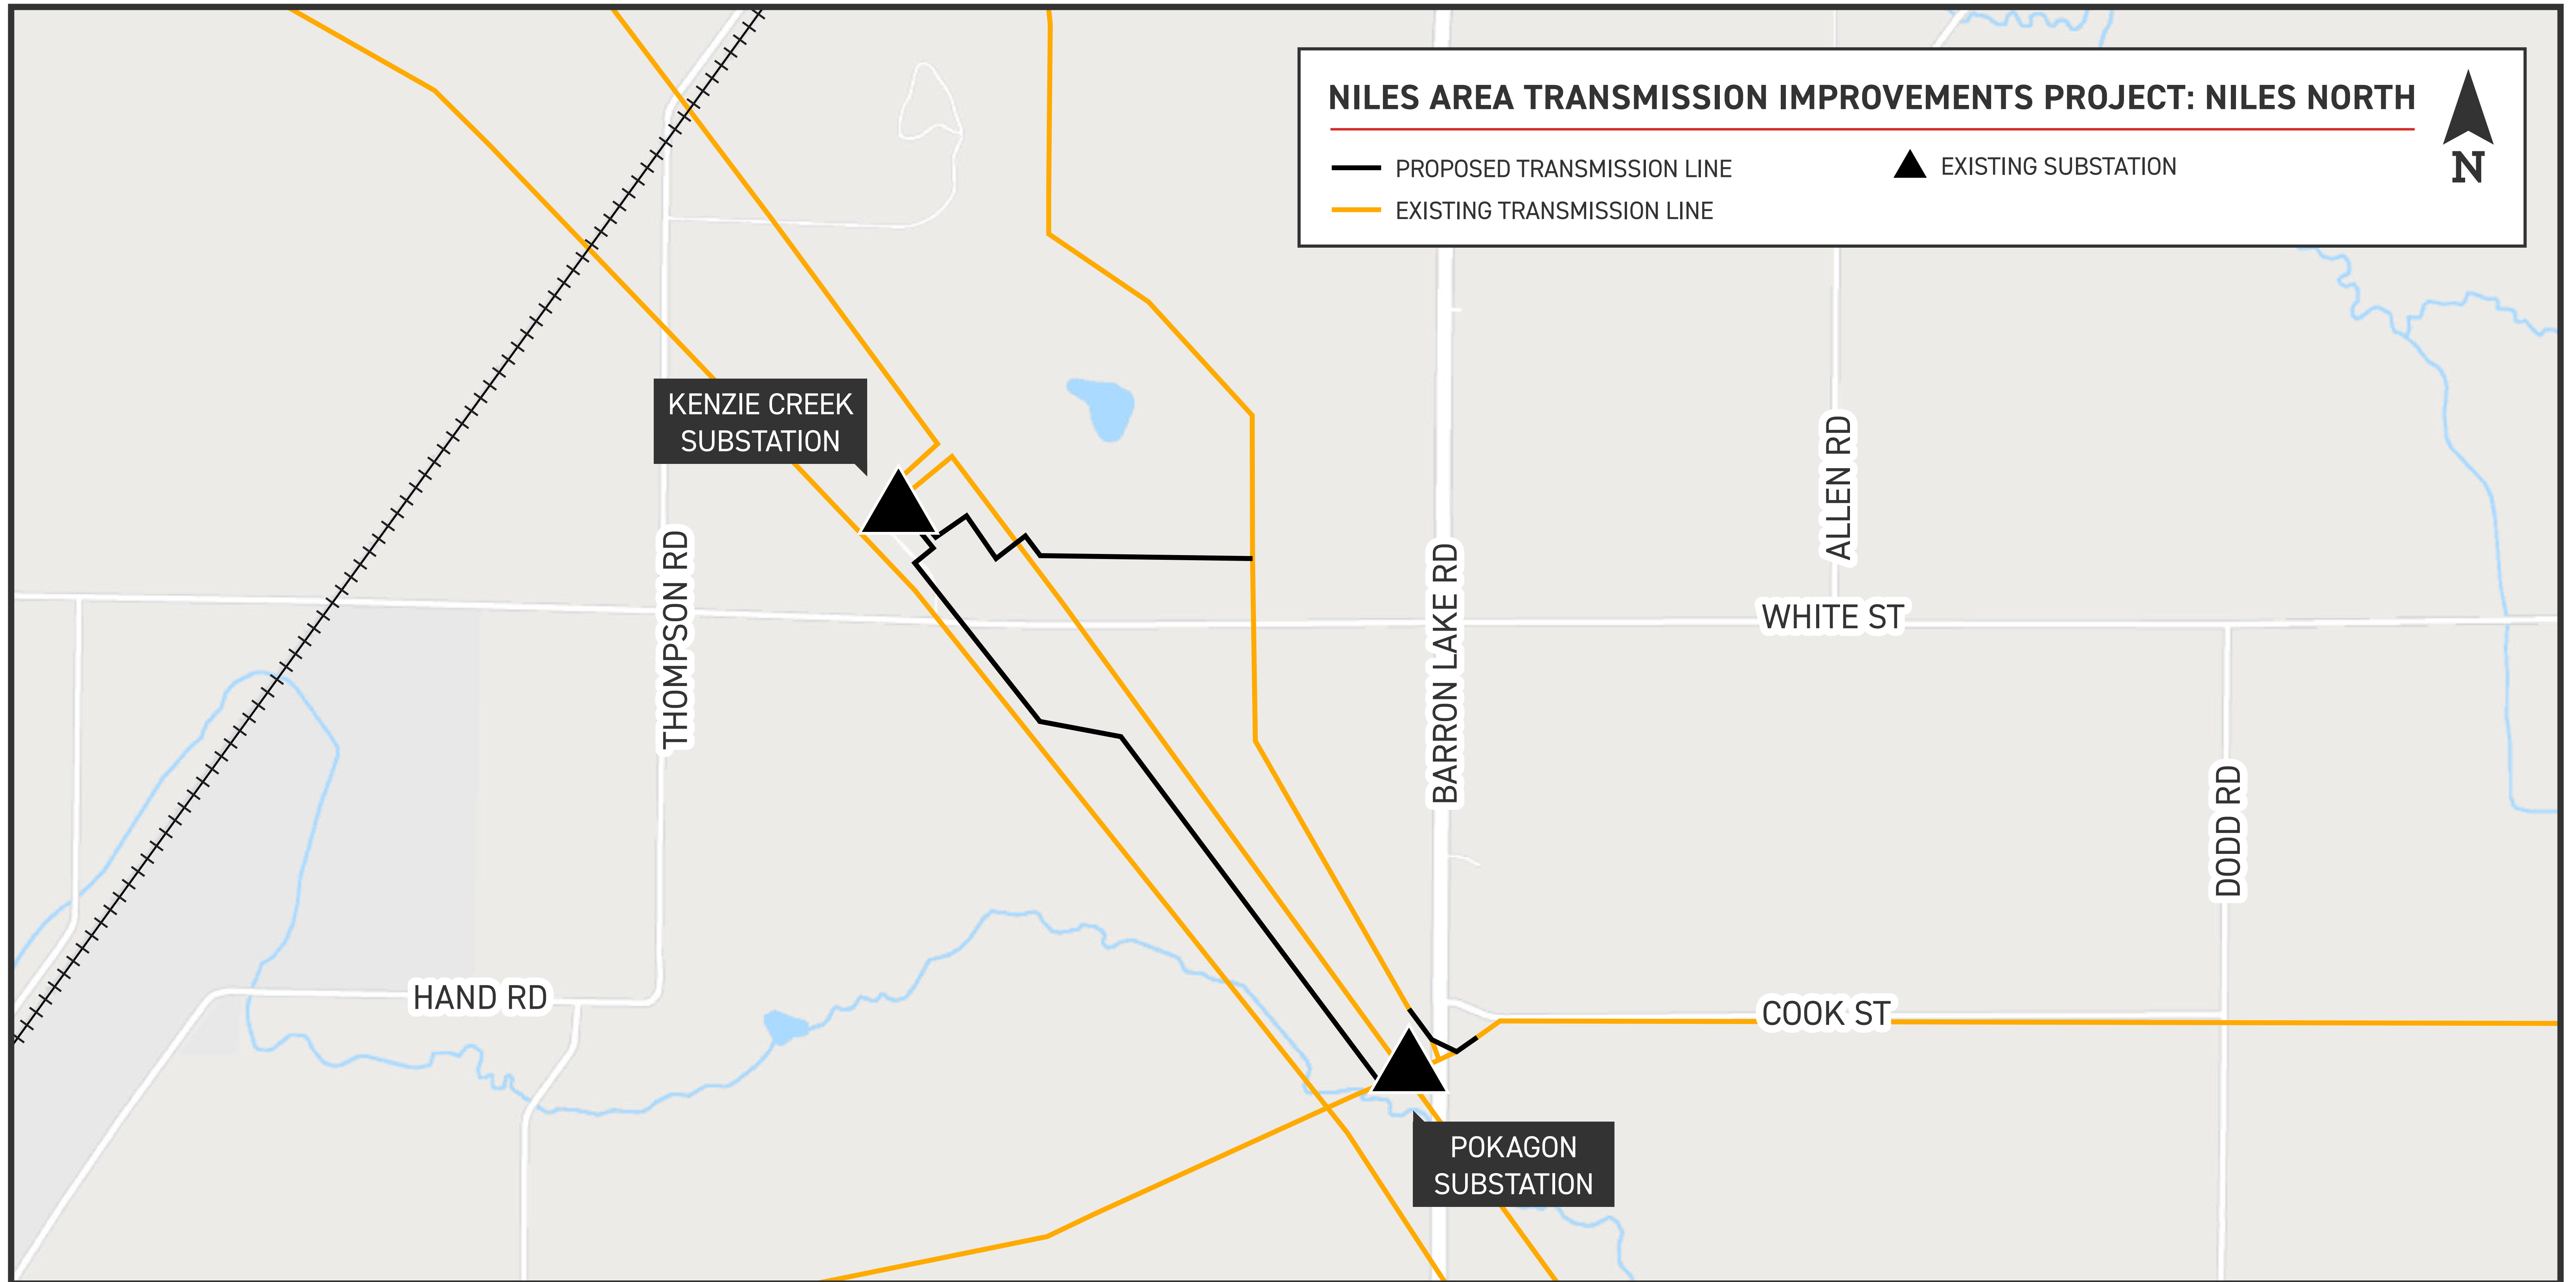 NILES AREA TRANSMISSION IMPROVEMENTS PROJECT: NILES NORTH
PROPOSED TRANSMISSION LINE
EXISTING SUBSTATION
EXISTING TRANSMISSION LINE
N
KENZIE CREEK
SUBSTATION
THOMPSON RD
BARRON LAKE RD
ALLEN RD
WHITE ST
DODD RD
HAND RD
COOK ST
POKAGON
SUBSTATION